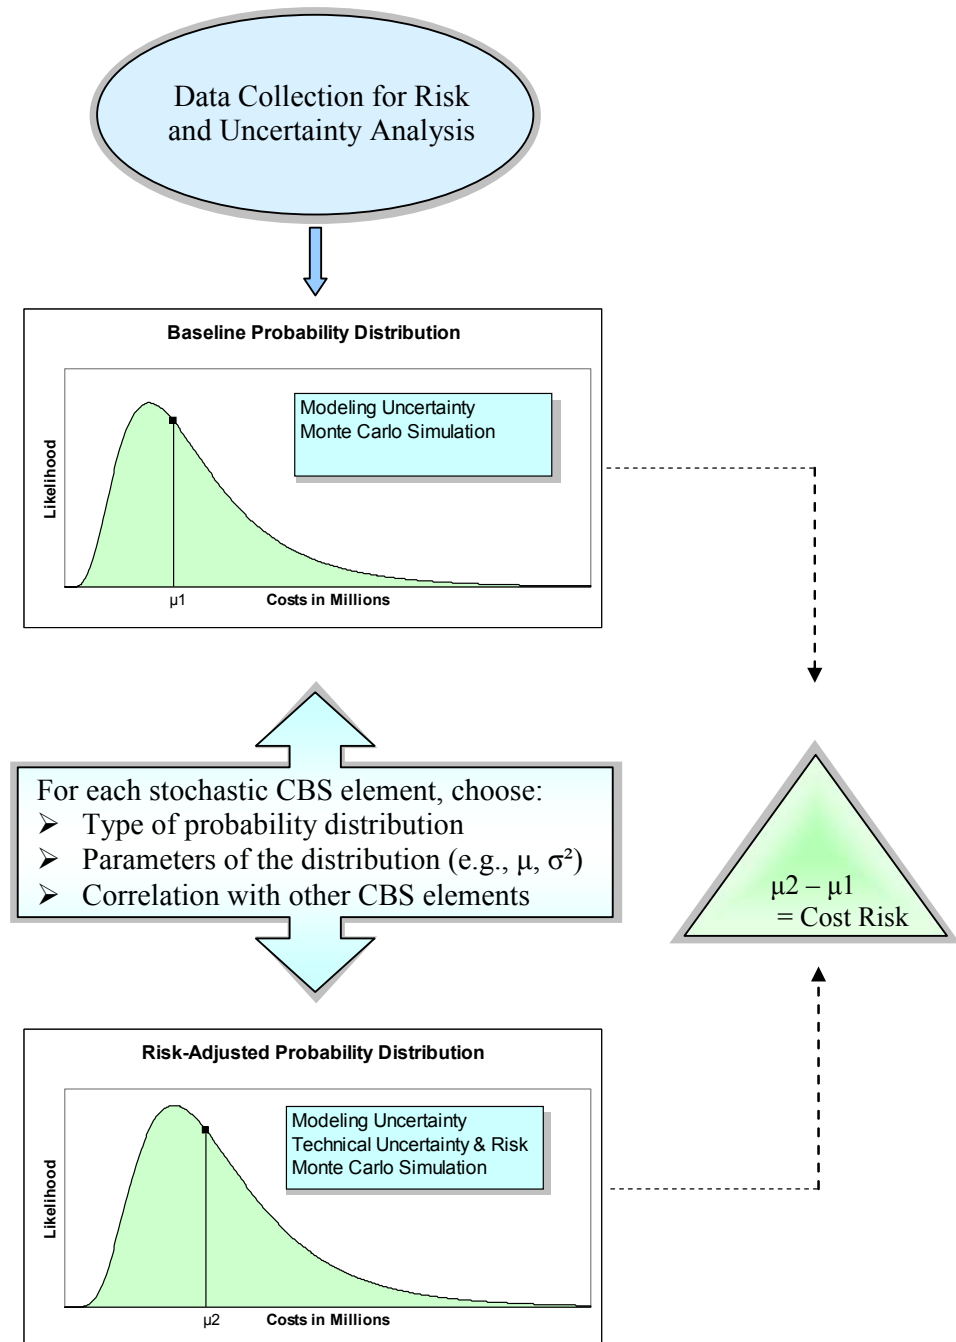 Data Collection for Risk
and Uncertainty Analysis
Baseline Probability Distribution
Modeling Uncertainty
Monte Carlo Simulation
Likelihood
μ1
Costs in Millions
For each stochastic CBS element, choose:
➢ Type of probability distribution
➢ Parameters of the distribution (e.g., μ, σ²)
➢ Correlation with other CBS elements
μ2 – μ1
= Cost Risk
Risk-Adjusted Probability Distribution
Modeling Uncertainty
Technical Uncertainty & Risk
Monte Carlo Simulation
Likelihood
μ2
Costs in Millions